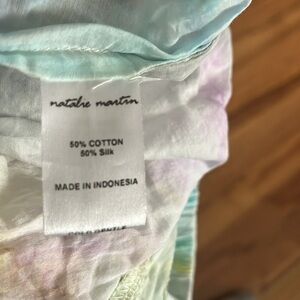 natalie martin
50% COTTON
50% Silk
MADE IN INDONESIA